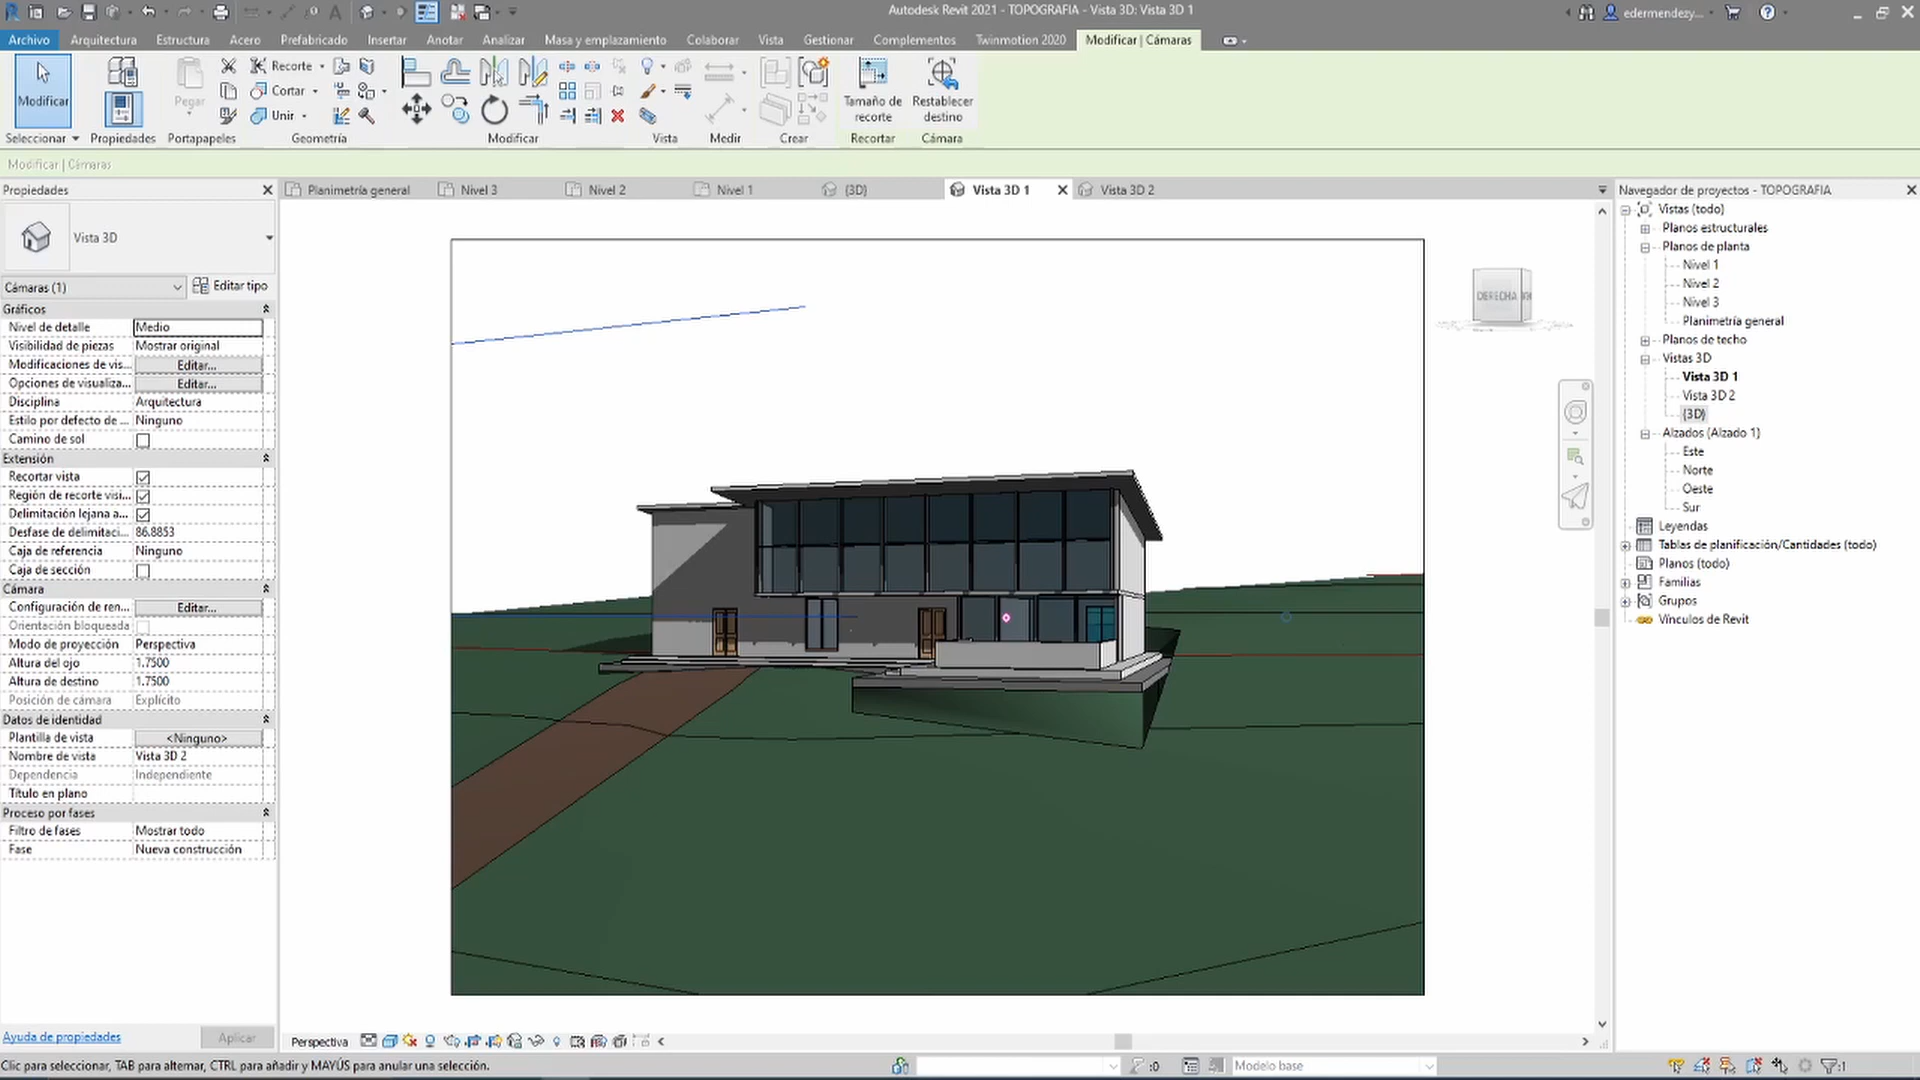 Autodesk Revit 2021 - TOPOGRAFIA - Vista 3D: Vista 3D 1
edermendezy...
Archivo Arquitectura Estructura Acero Prefabricado Insertar Anotar Analizar Masa y emplazamiento Colaborar Vista Gestionar Complementos Twinmotion 2020 Modificar | Cámaras
Modificar Pegar Recorte Cortar Unir Tamaño de recorte Restablecer destino
Seleccionar Propiedades Portapapeles Geometría Modificar Vista Medir Crear Recortar Cámara
Modificar | Cámaras
Propiedades
Planimetría general Nivel 3 Nivel 2 Nivel 1 {3D} Vista 3D 1 Vista 3D 2
Navegador de proyectos - TOPOGRAFIA
Vista 3D
Cámaras (1) Editar tipo
Gráficos
Nivel de detalle Medio
Visibilidad de piezas Mostrar original
Modificaciones de vis... Editar...
Opciones de visualiza... Editar...
Disciplina Arquitectura
Estilo por defecto de ... Ninguno
Camino de sol
Extensión
Recortar vista
Región de recorte visi...
Delimitación lejana a...
Desfase de delimitaci... 86.8853
Caja de referencia Ninguno
Caja de sección
Cámara
Configuración de ren... Editar...
Orientación bloqueada
Modo de proyección Perspectiva
Altura del ojo 1.7500
Altura de destino 1.7500
Posición de cámara Explícito
Datos de identidad
Plantilla de vista <Ninguno>
Nombre de vista Vista 3D 2
Dependencia Independiente
Título en plano
Proceso por fases
Filtro de fases Mostrar todo
Fase Nueva construcción
Ayuda de propiedades Aplicar
DERECHA
Vistas (todo)
Planos estructurales
Planos de planta
Nivel 1
Nivel 2
Nivel 3
Planimetría general
Planos de techo
Vistas 3D
Vista 3D 1
Vista 3D 2
{3D}
Alzados (Alzado 1)
Este
Norte
Oeste
Sur
Leyendas
Tablas de planificación/Cantidades (todo)
Planos (todo)
Familias
Grupos
Vínculos de Revit
Perspectiva
Clic para seleccionar, TAB para alternar, CTRL para añadir y MAYÚS para anular una selección.
:0
Modelo base
:1